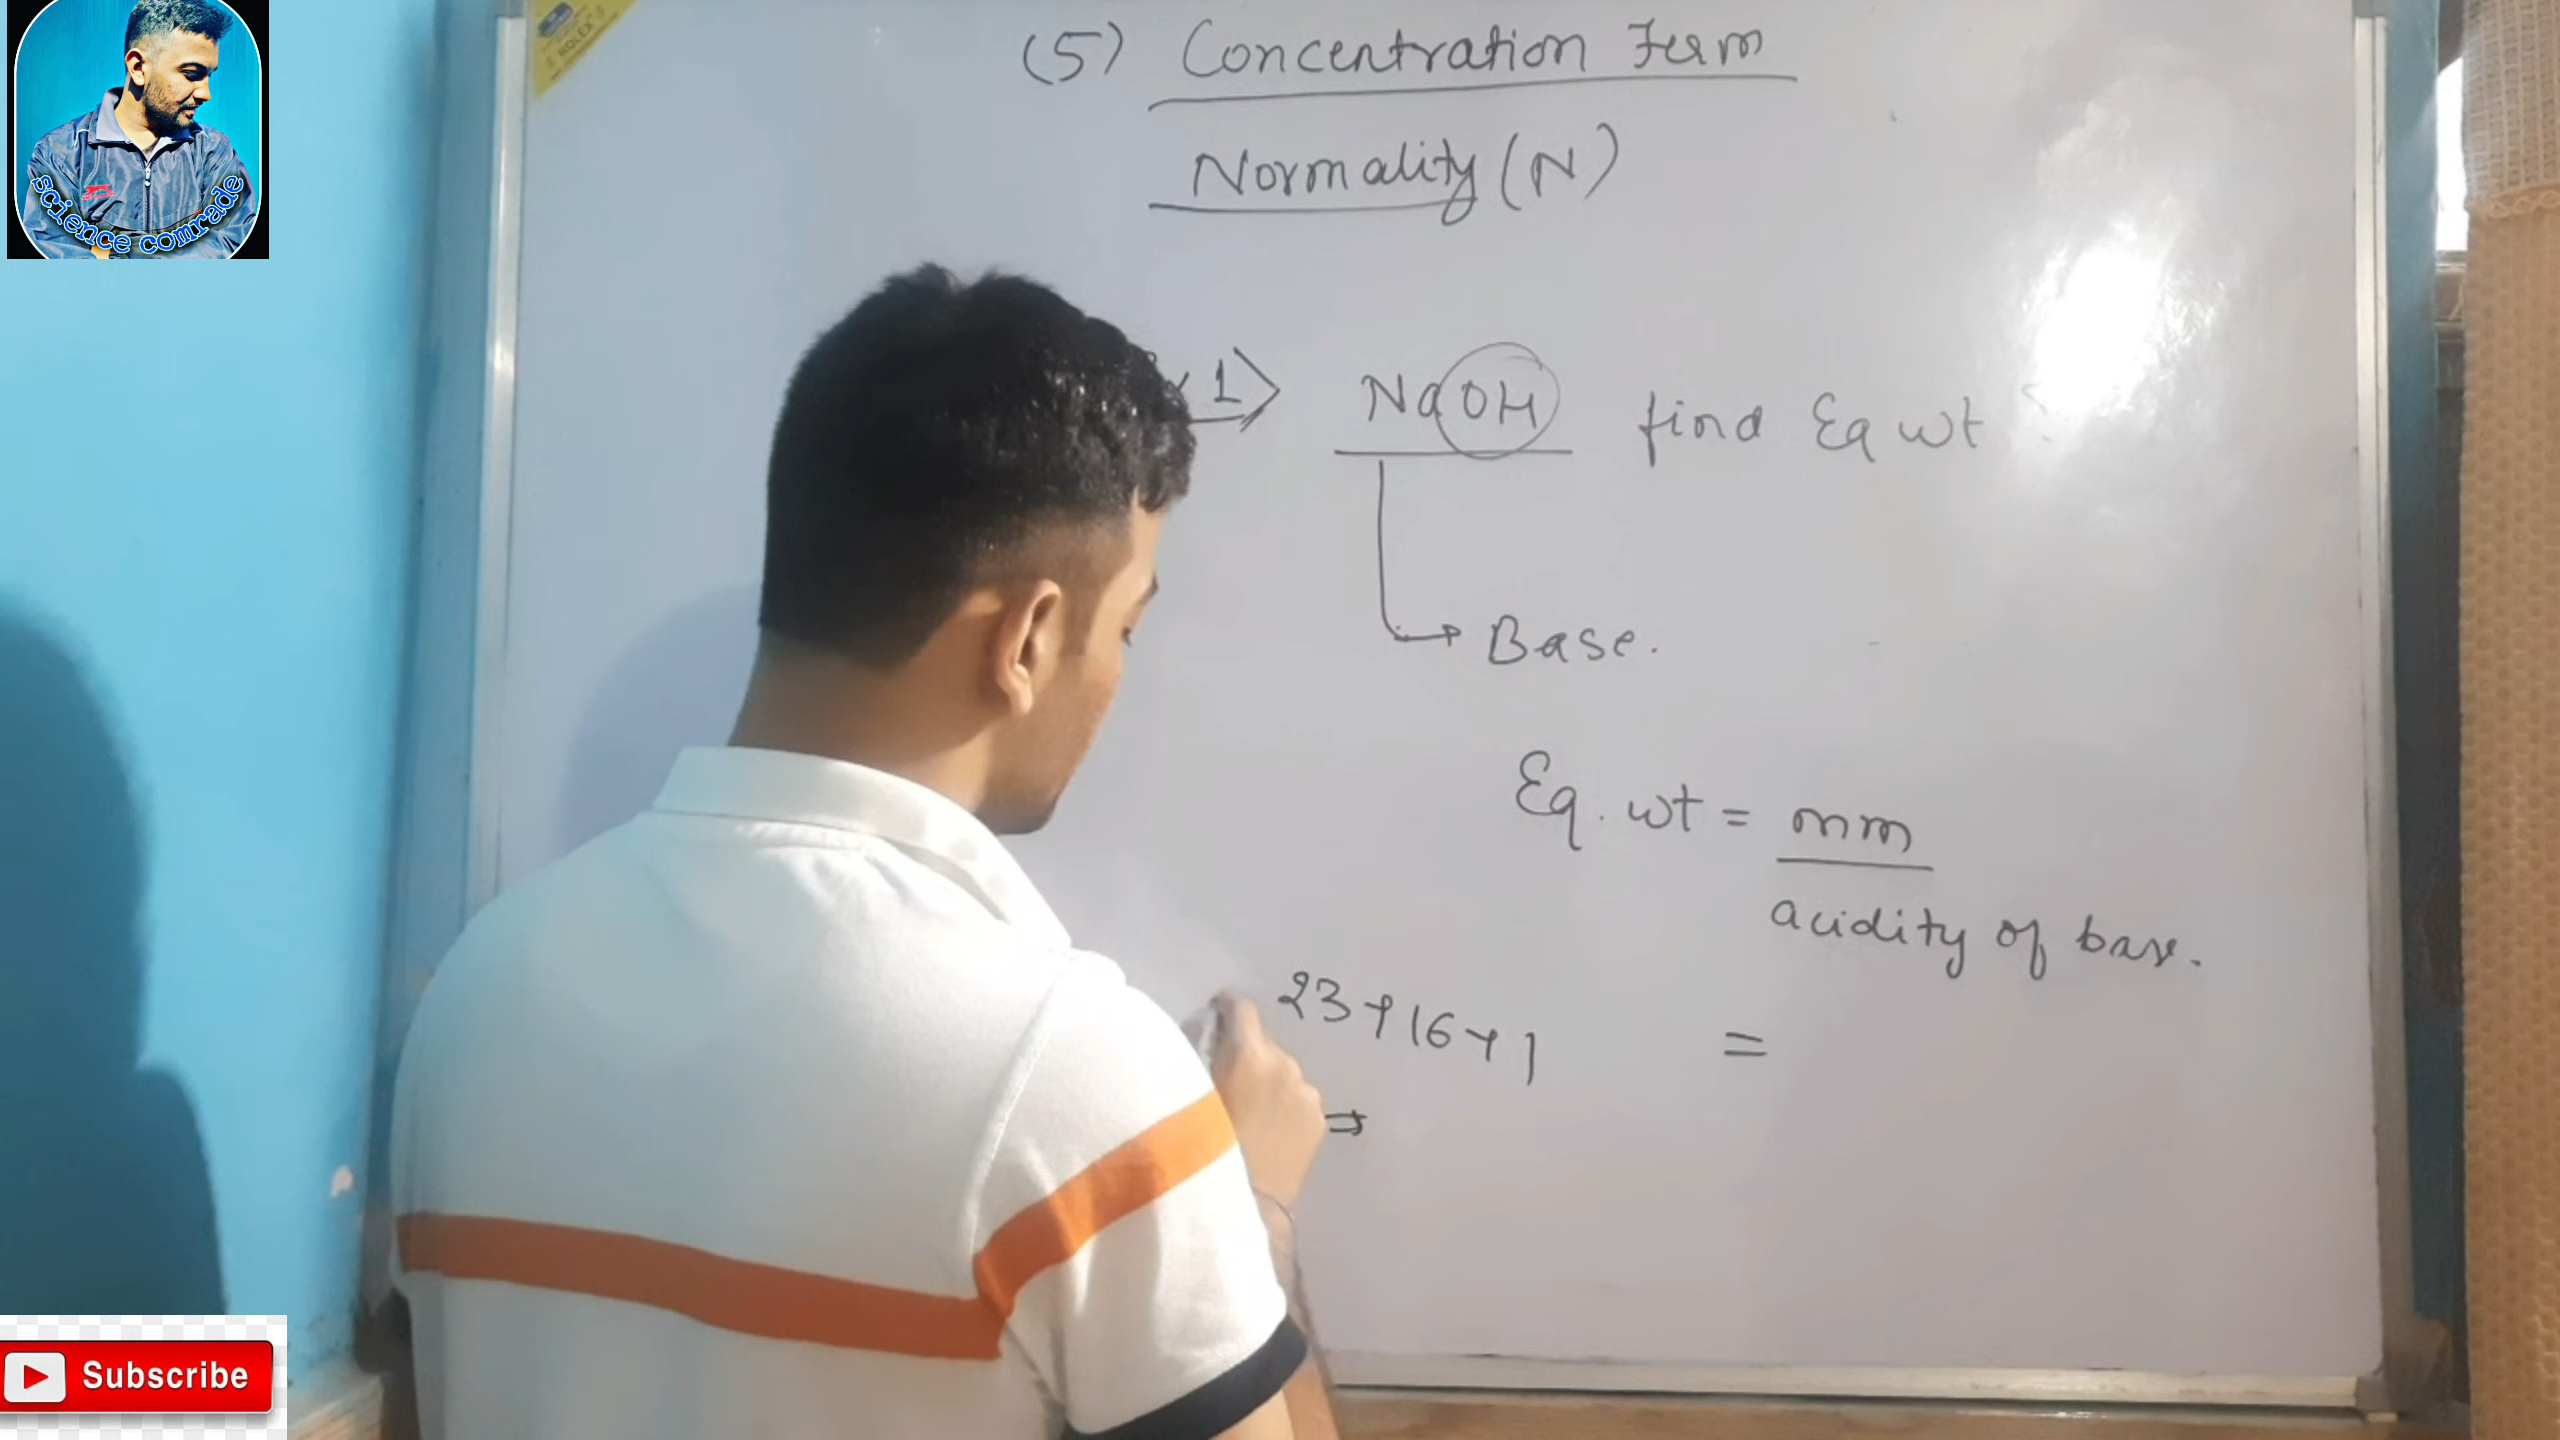 science comrade
(5) Concentration Term
Normality (N)
1> NaOH find Eq wt
Base.
Eq. wt = mm
acidity of base.
23+16+1 =
⇒
Subscribe